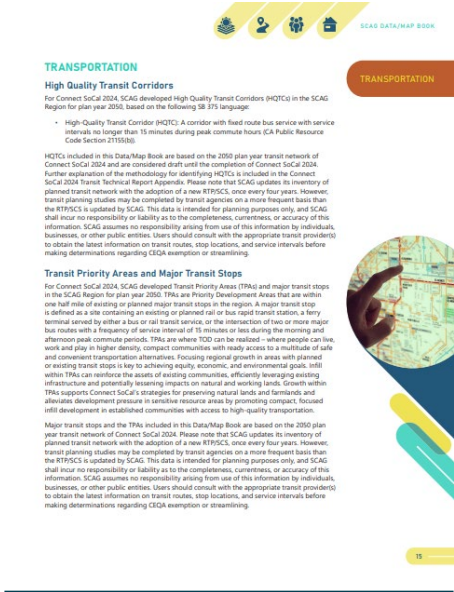 SCAG DATA/MAP BOOK
TRANSPORTATION
TRANSPORTATION
High Quality Transit Corridors
For Connect SoCal 2024, SCAG developed High Quality Transit Corridors (HQTCs) in the SCAG
Region for plan year 2050, based on the following SB 375 language:
• High-Quality Transit Corridor (HQTC): A corridor with fixed route bus service with service
intervals no longer than 15 minutes during peak commute hours (CA Public Resource
Code Section 21155(b)).
HQTCs included in this Data/Map Book are based on the 2050 plan year transit network of
Connect SoCal 2024 and are considered draft until the completion of Connect SoCal 2024.
Further explanation of the methodology for identifying HQTCs is included in the Connect
SoCal 2024 Transit Technical Report Appendix. Please note that SCAG updates its inventory of
planned transit network with the adoption of a new RTP/SCS, once every four years. However,
transit planning studies may be completed by transit agencies on a more frequent basis than
the RTP/SCS is updated by SCAG. This data is intended for planning purposes only, and SCAG
shall incur no responsibility or liability as to the completeness, currentness, or accuracy of this
information. SCAG assumes no responsibility arising from use of this information by individuals,
businesses, or other public entities. Users should consult with the appropriate transit provider(s)
to obtain the latest information on transit routes, stop locations, and service intervals before
making determinations regarding CEQA exemption or streamlining.
Transit Priority Areas and Major Transit Stops
For Connect SoCal 2024, SCAG developed Transit Priority Areas (TPAs) and major transit stops
in the SCAG Region for plan year 2050. TPAs are Priority Development Areas that are within
one half mile of existing or planned major transit stops in the region. A major transit stop
is defined as a site containing an existing or planned rail or bus rapid transit station, a ferry
terminal served by either a bus or rail transit service, or the intersection of two or more major
bus routes with a frequency of service interval of 15 minutes or less during the morning and
afternoon peak commute periods. TPAs are where TOD can be realized – where people can live,
work and play in higher density, compact communities with ready access to a multitude of safe
and convenient transportation alternatives. Focusing regional growth in areas with planned
or existing transit stops is key to achieving equity, economic, and environmental goals. Infill
within TPAs can reinforce the assets of existing communities, efficiently leveraging existing
infrastructure and potentially lessening impacts on natural and working lands. Growth within
TPAs supports Connect SoCal's strategies for preserving natural lands and farmlands and
alleviates development pressure in sensitive resource areas by promoting compact, focused
infill development in established communities with access to high-quality transportation.
Major transit stops and the TPAs included in this Data/Map Book are based on the 2050 plan
year transit network of Connect SoCal 2024. Please note that SCAG updates its inventory of
planned transit network with the adoption of a new RTP/SCS, once every four years. However,
transit planning studies may be completed by transit agencies on a more frequent basis than
the RTP/SCS is updated by SCAG. This data is intended for planning purposes only, and SCAG
shall incur no responsibility or liability as to the completeness, currentness, or accuracy of this
information. SCAG assumes no responsibility arising from use of this information by individuals,
businesses, or other public entities. Users should consult with the appropriate transit provider(s)
to obtain the latest information on transit routes, stop locations, and service intervals before
making determinations regarding CEQA exemption or streamlining.
15